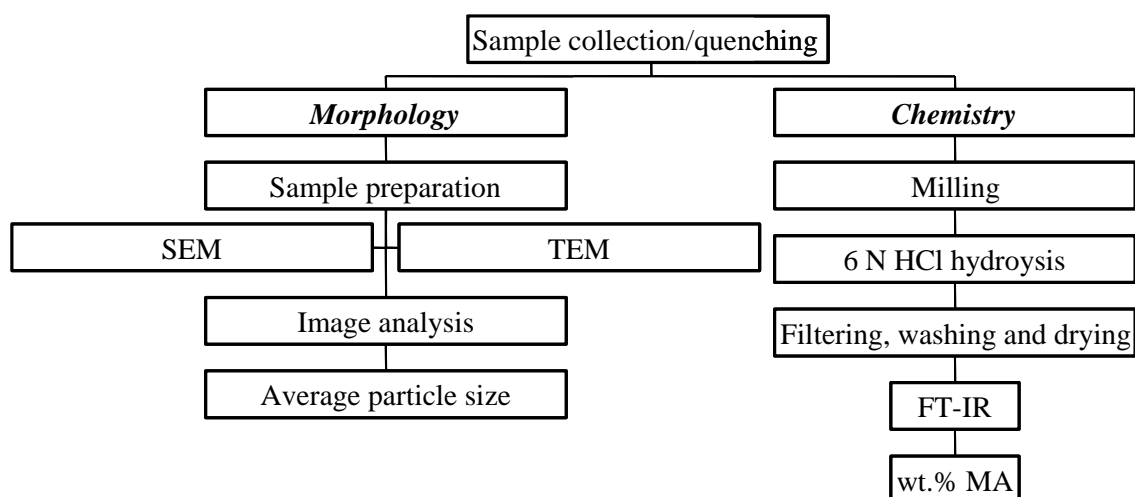 Sample collection/quenching
Morphology
Chemistry
Sample preparation
Milling
SEM
TEM
6 N HCl hydroysis
Image analysis
Filtering, washing and drying
Average particle size
FT-IR
wt.% MA